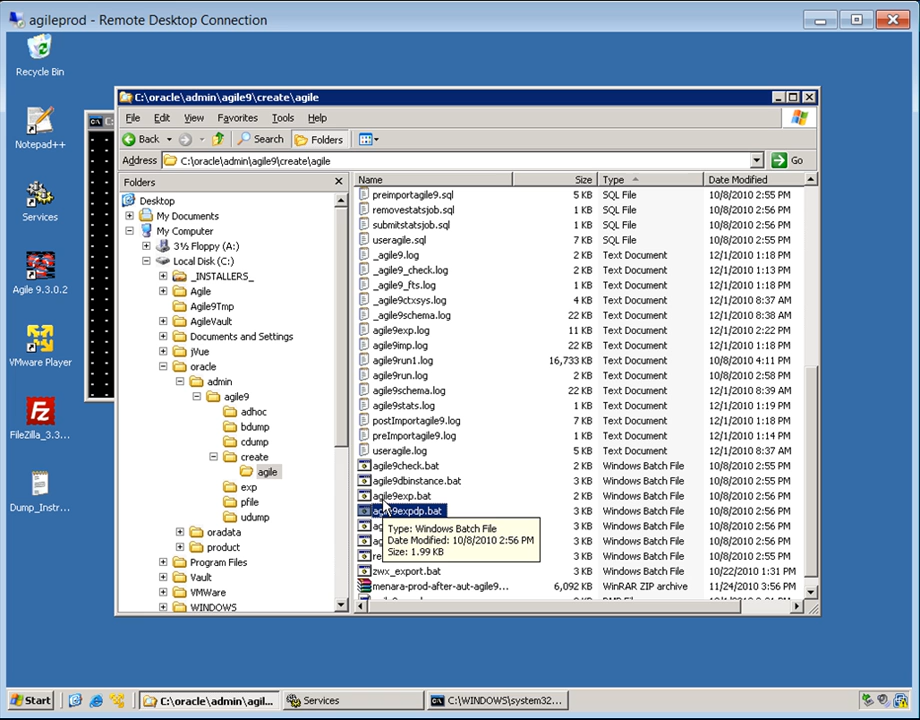 agileprod - Remote Desktop Connection
Recycle Bin
Notepad++
Services
Agile 9.3.0.2
VMware Player
FileZilla_3.3...
Dump_Instr...
C:\oracle\admin\agile9\create\agile
File Edit View Favorites Tools Help
Back Search Folders
Address C:\oracle\admin\agile9\create\agile Go
Folders
Desktop
My Documents
My Computer
3½ Floppy (A:)
Local Disk (C:)
_INSTALLERS_
Agile
Agile9Tmp
AgileVault
Documents and Settings
jVue
oracle
admin
agile9
adhoc
bdump
cdump
create
agile
exp
pfile
udump
oradata
product
Program Files
Vault
VMware
WINDOWS
Name Size Type Date Modified
preimportagile9.sql 5 KB SQL File 10/8/2010 2:55 PM
removestatsjob.sql 1 KB SQL File 10/8/2010 2:56 PM
submitstatsjob.sql 1 KB SQL File 10/8/2010 2:56 PM
useragile.sql 7 KB SQL File 10/8/2010 2:55 PM
_agile9.log 2 KB Text Document 12/1/2010 1:18 PM
_agile9_check.log 2 KB Text Document 12/1/2010 1:13 PM
_agile9_fts.log 1 KB Text Document 12/1/2010 1:18 PM
_agile9ctxsys.log 4 KB Text Document 12/1/2010 8:37 AM
_agile9schema.log 22 KB Text Document 12/1/2010 8:38 AM
agile9exp.log 11 KB Text Document 12/1/2010 2:22 PM
agile9imp.log 22 KB Text Document 12/1/2010 1:18 PM
agile9run1.log 16,733 KB Text Document 10/8/2010 4:11 PM
agile9run.log 2 KB Text Document 10/8/2010 2:58 PM
agile9schema.log 22 KB Text Document 12/1/2010 8:39 AM
agile9stats.log 1 KB Text Document 12/1/2010 1:19 PM
postImportagile9.log 7 KB Text Document 12/1/2010 1:18 PM
preImportagile9.log 1 KB Text Document 12/1/2010 1:14 PM
useragile.log 1 KB Text Document 12/1/2010 1:13 PM
agile9check.bat 2 KB Windows Batch File 10/8/2010 2:55 PM
agile9dbinstance.bat 2 KB Windows Batch File 10/8/2010 2:55 PM
agile9exp.bat 2 KB Windows Batch File 10/8/2010 2:56 PM
agile9expdp.bat 2 KB Windows Batch File 10/8/2010 2:56 PM
3 KB Windows Batch File 10/8/2010 2:56 PM
3 KB Windows Batch File 10/8/2010 2:56 PM
3 KB Windows Batch File 10/8/2010 2:55 PM
Type: Windows Batch File
Date Modified: 10/8/2010 2:56 PM
Size: 1.99 KB
zwx_export.bat 2 KB Windows Batch File 10/22/2010 1:31 PM
menara-prod-after-aut-agile9... 6,092 KB WinRAR ZIP archive 11/24/2010 3:56 PM
Start C:\oracle\admin\agil... Services C:\WINDOWS\system32...